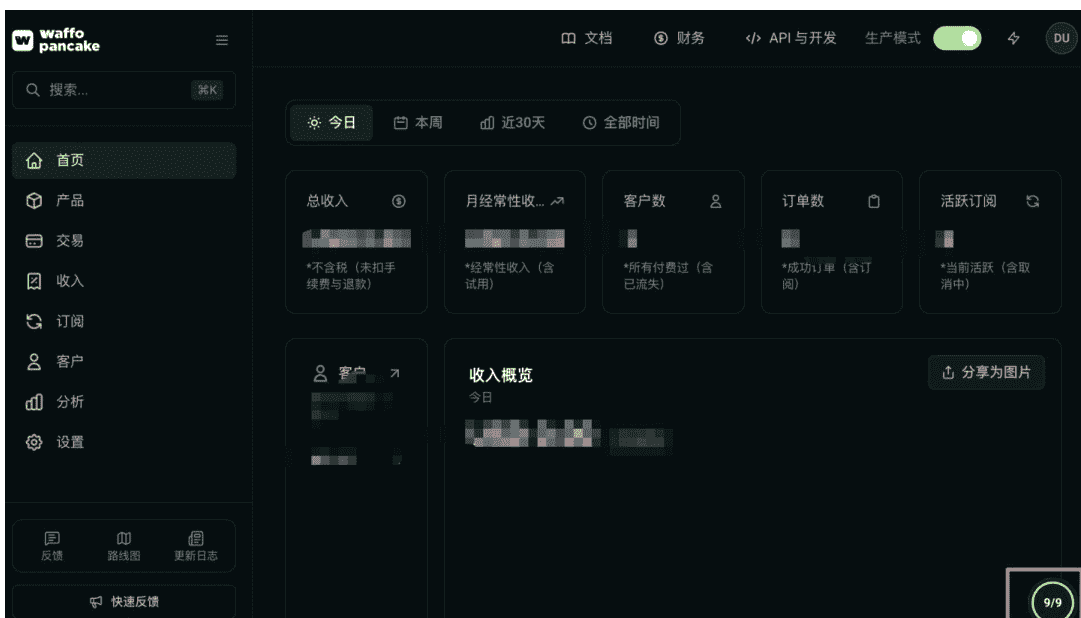 waffo
pancake
文档
财务
API 与开发
生产模式
DU
搜索...
⌘K
今日
本周
近30天
全部时间
首页
产品
交易
收入
订阅
客户
分析
设置
总收入
*不含税（未扣手
续费与退款）
月经常性收...
*经常性收入（含
试用）
客户数
*所有付费过（含
已流失）
订单数
*成功订单（含订
阅）
活跃订阅
*当前活跃（含取
消中）
收入概览
今日
分享为图片
反馈
路线图
更新日志
快速反馈
9/9